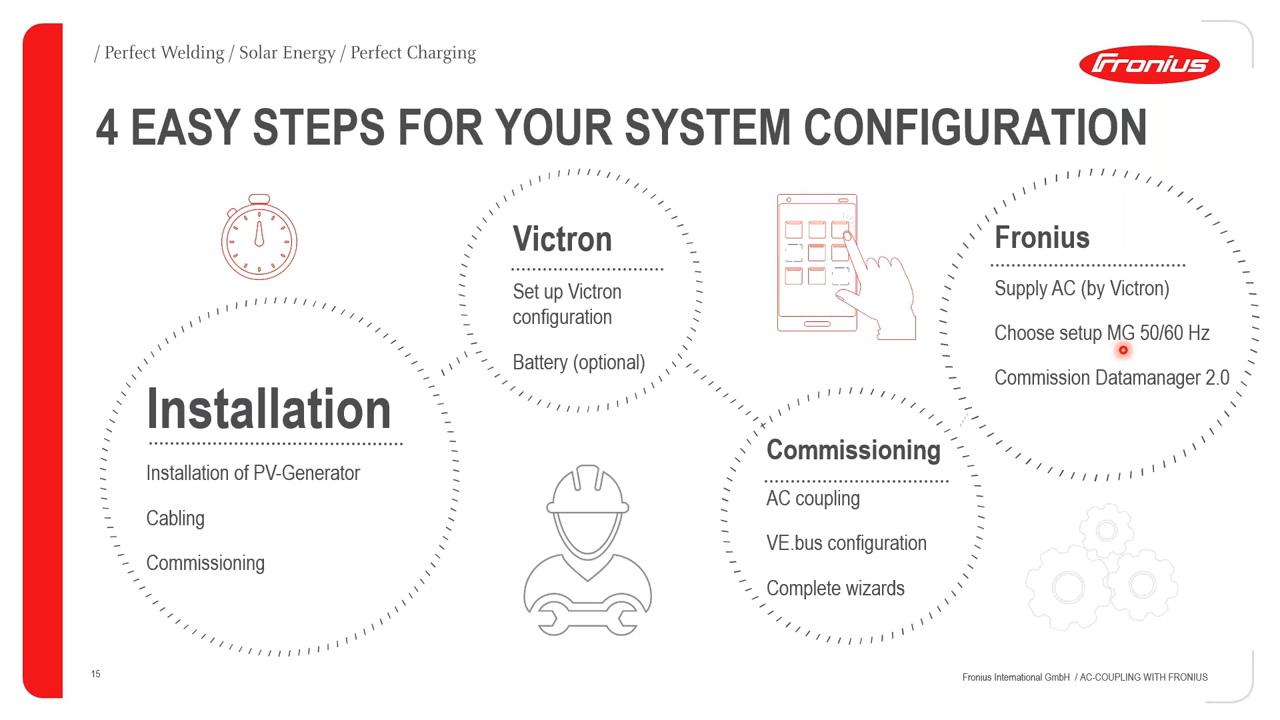 / Perfect Welding / Solar Energy / Perfect Charging
Fronius
4 EASY STEPS FOR YOUR SYSTEM CONFIGURATION
Installation
Installation of PV-Generator
Cabling
Commissioning
Victron
Set up Victron
configuration
Battery (optional)
Commissioning
AC coupling
VE.bus configuration
Complete wizards
Fronius
Supply AC (by Victron)
Choose setup MG 50/60 Hz
Commission Datamanager 2.0
15
Fronius International GmbH / AC-COUPLING WITH FRONIUS